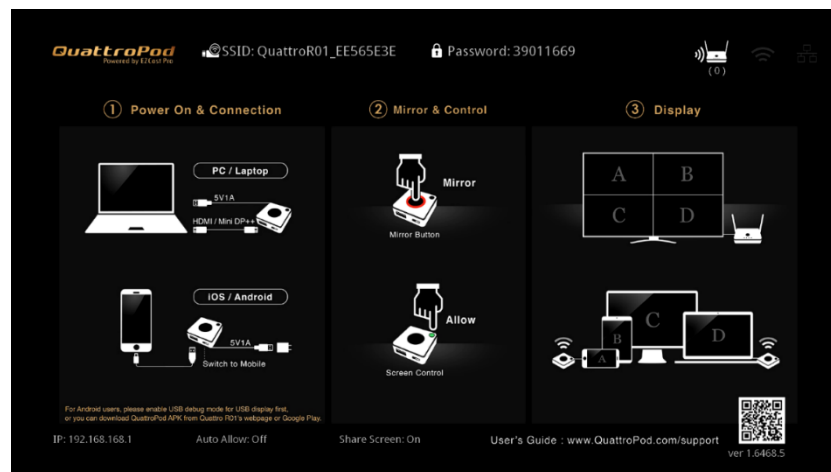 QuattroPod
Powered by EZCast Pro
SSID: QuattroR01_EE565E3E
Password: 39011669
(0)
1 Power On & Connection
2 Mirror & Control
3 Display
PC / Laptop
5V1A
HDMI / Mini DP++
Mirror
Mirror Button
A B
C D
iOS / Android
5V1A
Switch to Mobile
Allow
Screen Control
A B C D
For Android users, please enable USB debug mode for USB display first,
or you can download QuattroPod APK from Quattro R01's webpage or Google Play.
IP: 192.168.168.1
Auto Allow: Off
Share Screen: On
User's Guide : www.QuattroPod.com/support
ver 1.6468.5